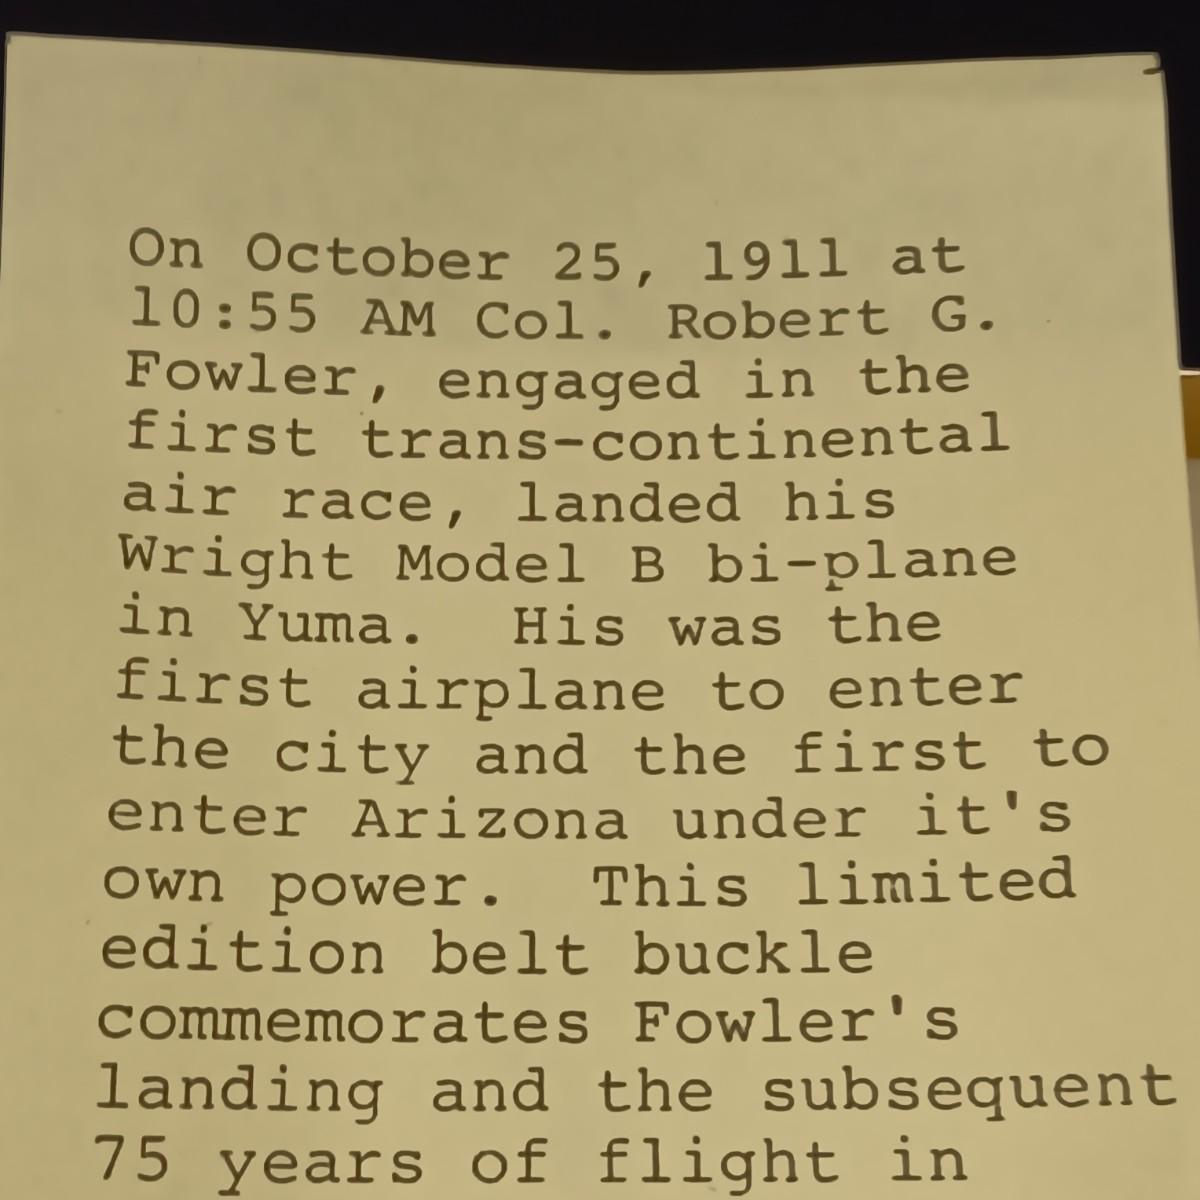 On October 25, 1911 at
10:55 AM Col. Robert G.
Fowler, engaged in the
first trans-continental
air race, landed his
Wright Model B bi-plane
in Yuma.  His was the
first airplane to enter
the city and the first to
enter Arizona under it's
own power.  This limited
edition belt buckle
commemorates Fowler's
landing and the subsequent
75 years of flight in